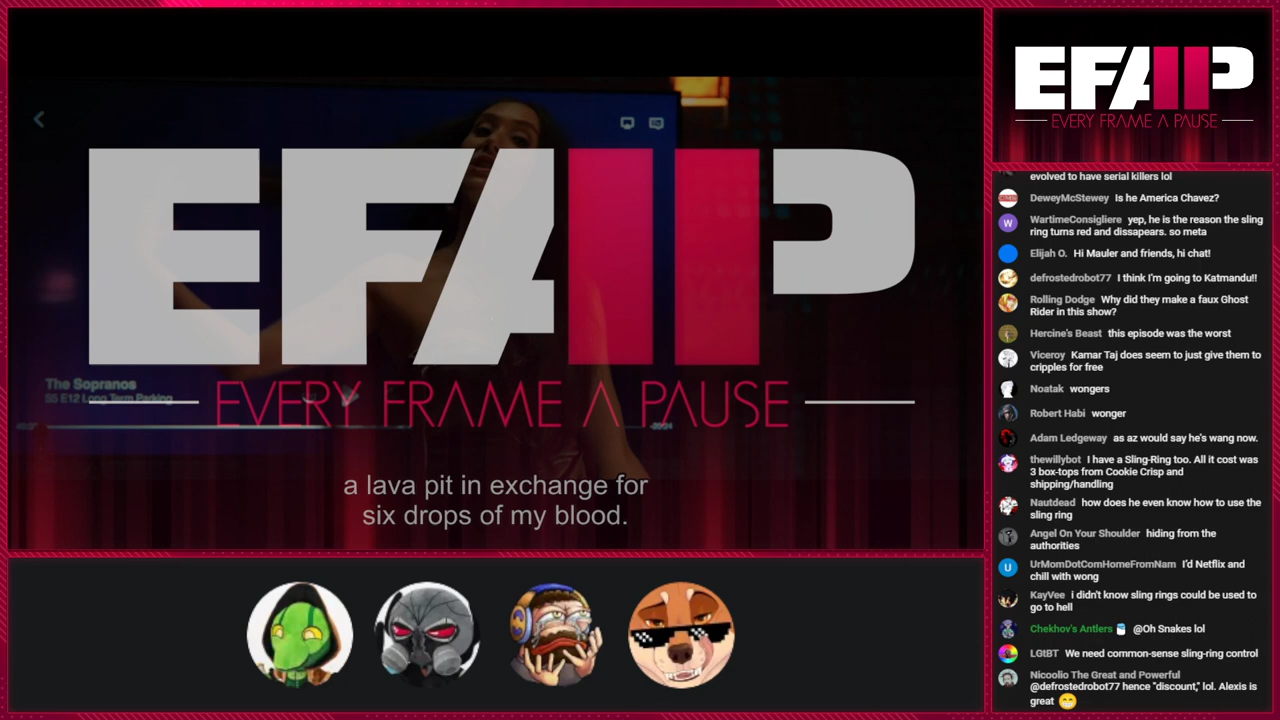 EFAP
EVERY FRAME A PAUSE
The Sopranos
S5 E12 Long Term Parking
a lava pit in exchange for
six drops of my blood.
EFAP
EVERY FRAME A PAUSE
evolved to have serial killers lol
DeweyMcStewey Is he America Chavez?
W
WartimeConsigliere yep, he is the reason the sling
ring turns red and dissapears. so meta
Elijah O. Hi Mauler and friends, hi chat!
defrostedrobot77 I think I'm going to Katmandu!!
Rolling Dodge Why did they make a faux Ghost
Rider in this show?
Hercine's Beast this episode was the worst
Viceroy Kamar Taj does seem to just give them to
cripples for free
Noatak wongers
Robert Habi wonger
Adam Ledgeway as az would say he's wang now.
thewillybot I have a Sling-Ring too. All it cost was
3 box-tops from Cookie Crisp and
shipping/handling
Nautdead how does he even know how to use the
sling ring
Angel On Your Shoulder hiding from the
authorities
U
UrMomDotComHomeFromNam I'd Netflix and
chill with wong
KayVee i didn't know sling rings could be used to
go to hell
Chekhov's Antlers @Oh Snakes lol
LGtBT We need common-sense sling-ring control
Nicoolio The Great and Powerful
@defrostedrobot77 hence "discount," lol. Alexis is
great